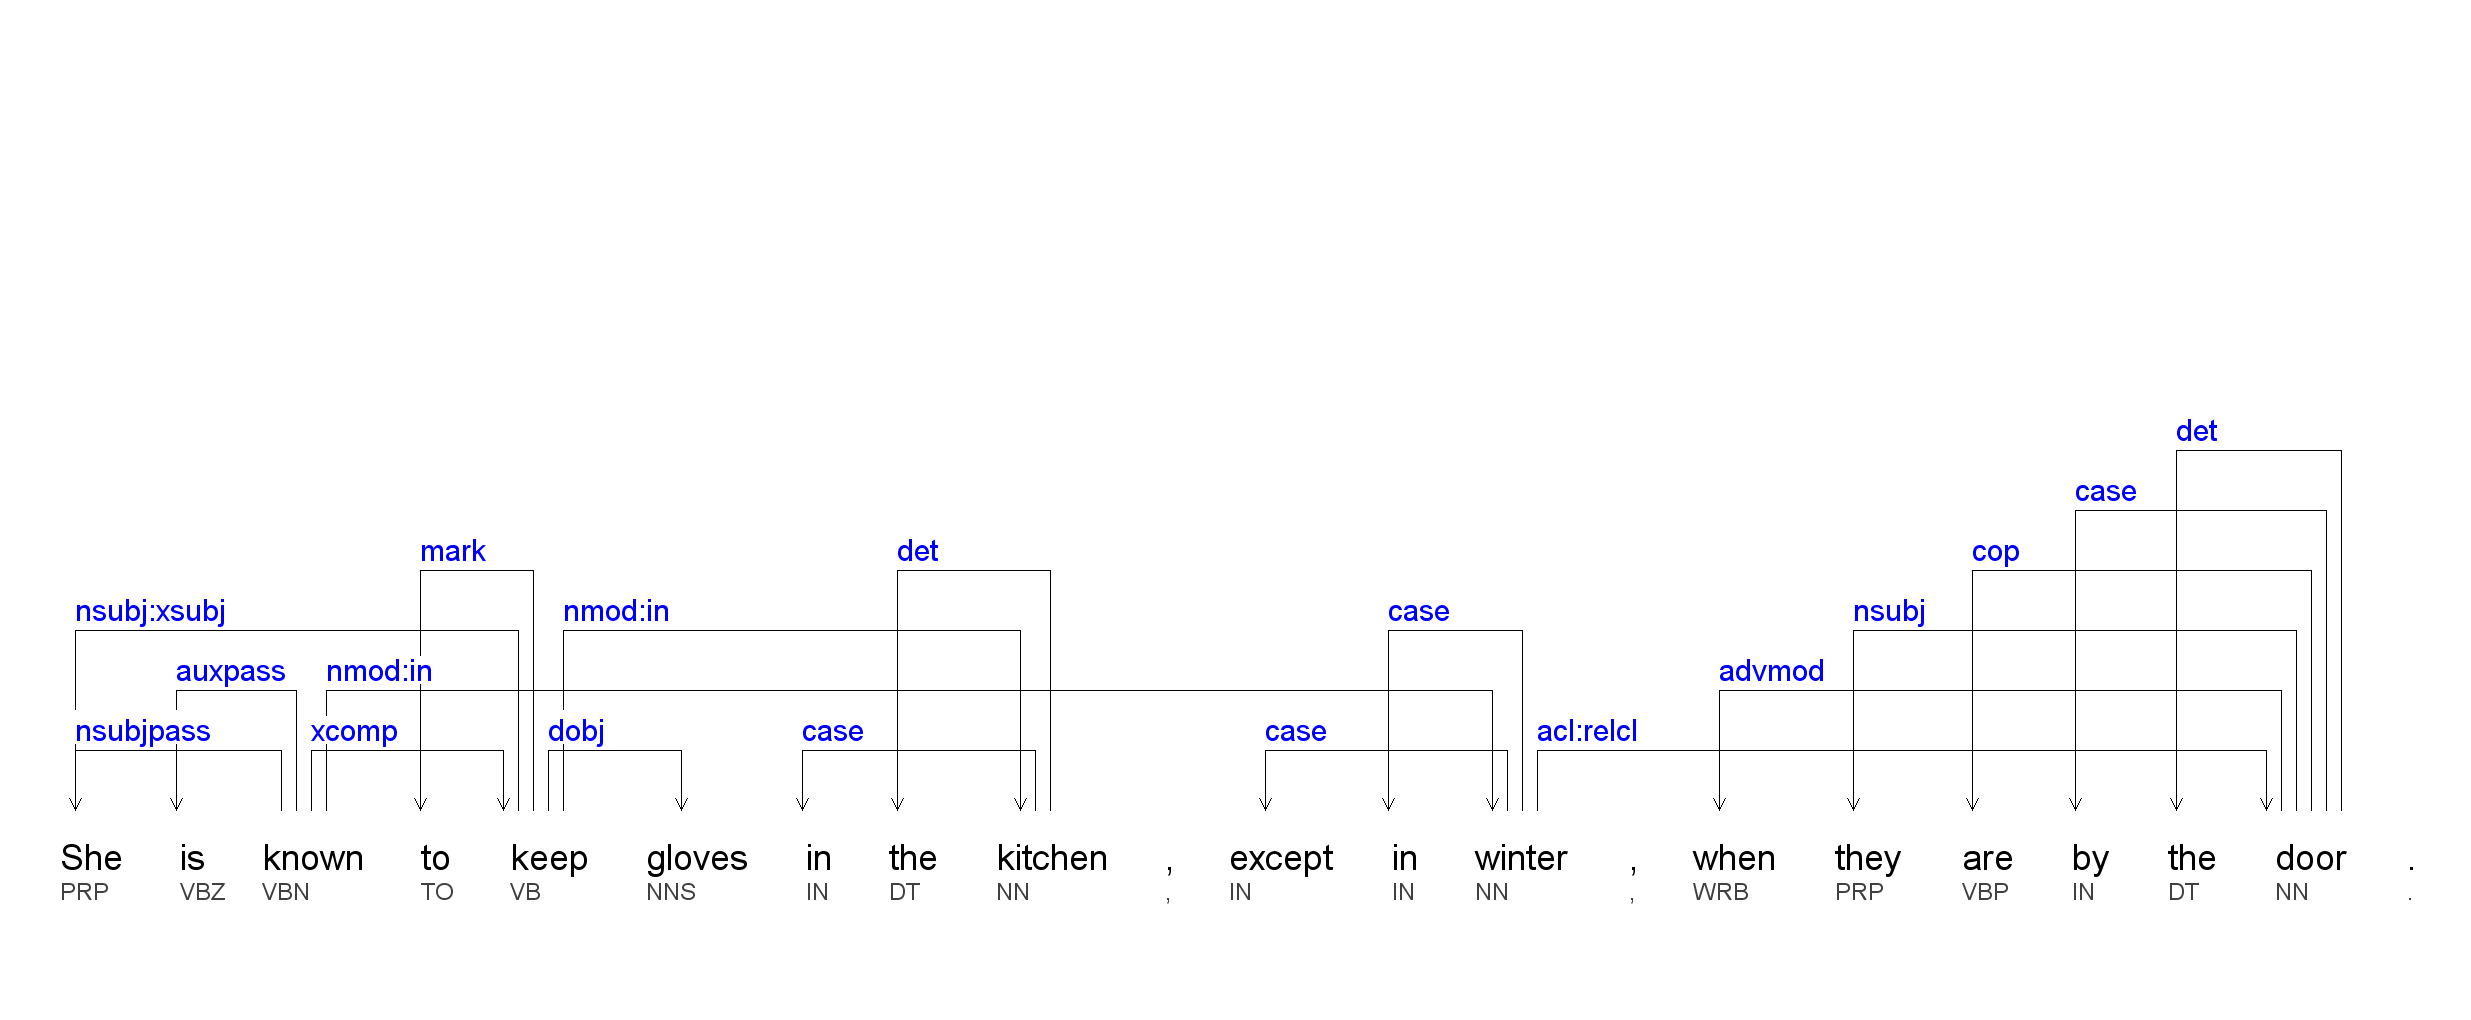 det
case
mark det cop
nsubj:xsubj nmod:in case nsubj
auxpass nmod:in advmod
nsubjpass xcomp dobj case case acl:relcl
She is known to keep gloves in the kitchen , except in winter , when they are by the door .
PRP VBZ VBN TO VB NNS IN DT NN , IN IN NN , WRB PRP VBP IN DT NN .